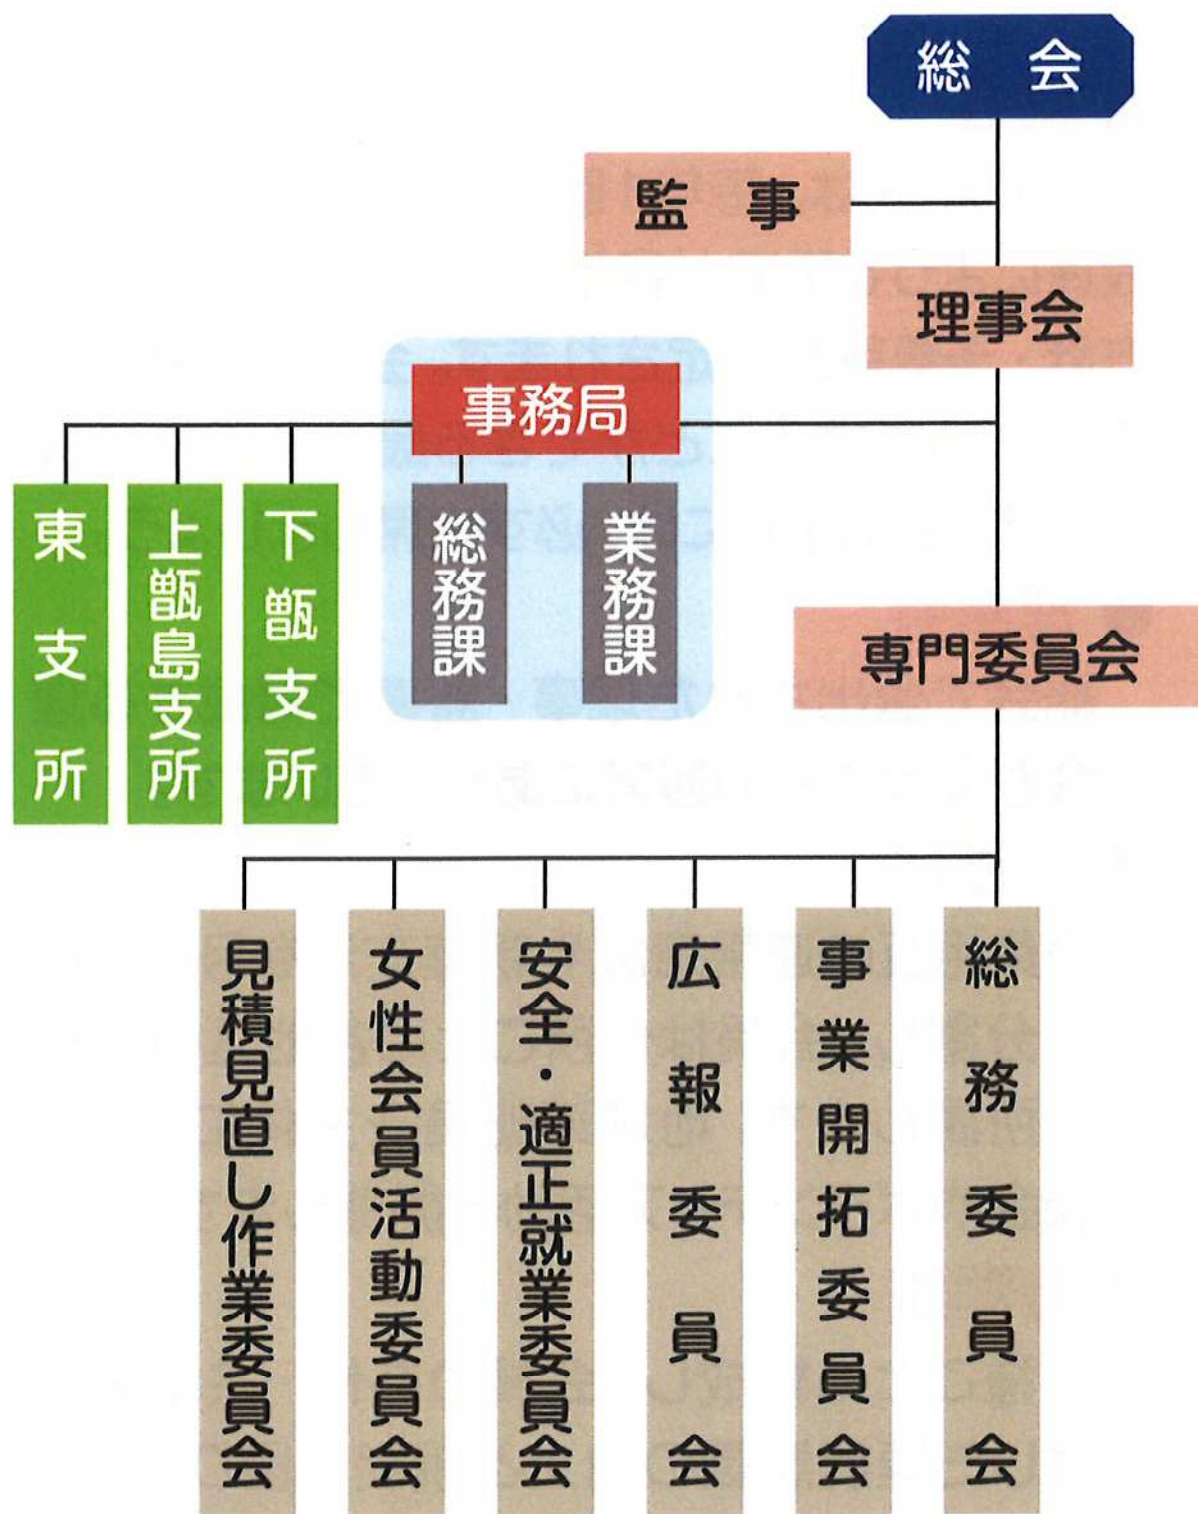 総会
監事
理事会
事務局
総務課
業務課
東支所
上甑島支所
下甑支所
専門委員会
見積見直し作業委員会
女性会員活動委員会
安全・適正就業委員会
広報委員会
事業開拓委員会
総務委員会